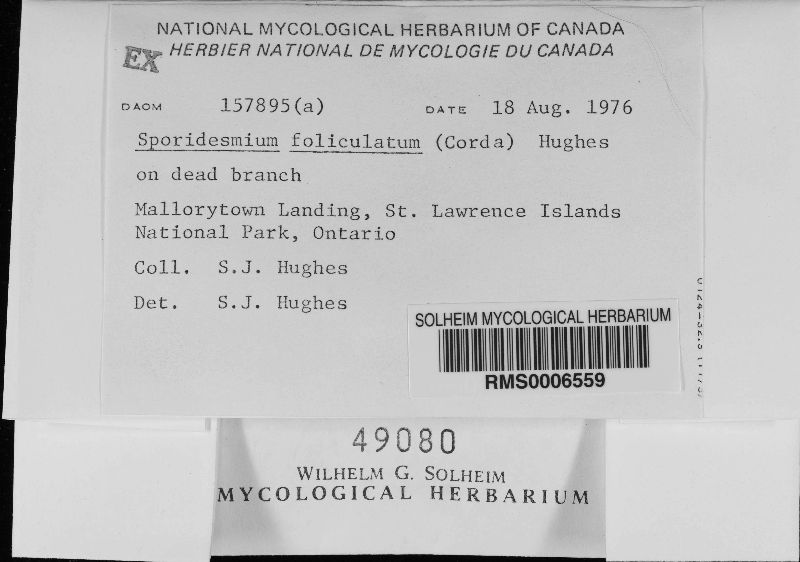 NATIONAL MYCOLOGICAL HERBARIUM OF CANADA
HERBIER NATIONAL DE MYCOLOGIE DU CANADA
EX
DAOM 157895(a) DATE 18 Aug. 1976
Sporidesmium foliculatum (Corda) Hughes
on dead branch
Mallorytown Landing, St. Lawrence Islands
National Park, Ontario
Coll. S.J. Hughes
Det. S.J. Hughes
SOLHEIM MYCOLOGICAL HERBARIUM
RMS0006559
49080
WILHELM G. SOLHEIM
MYCOLOGICAL HERBARIUM